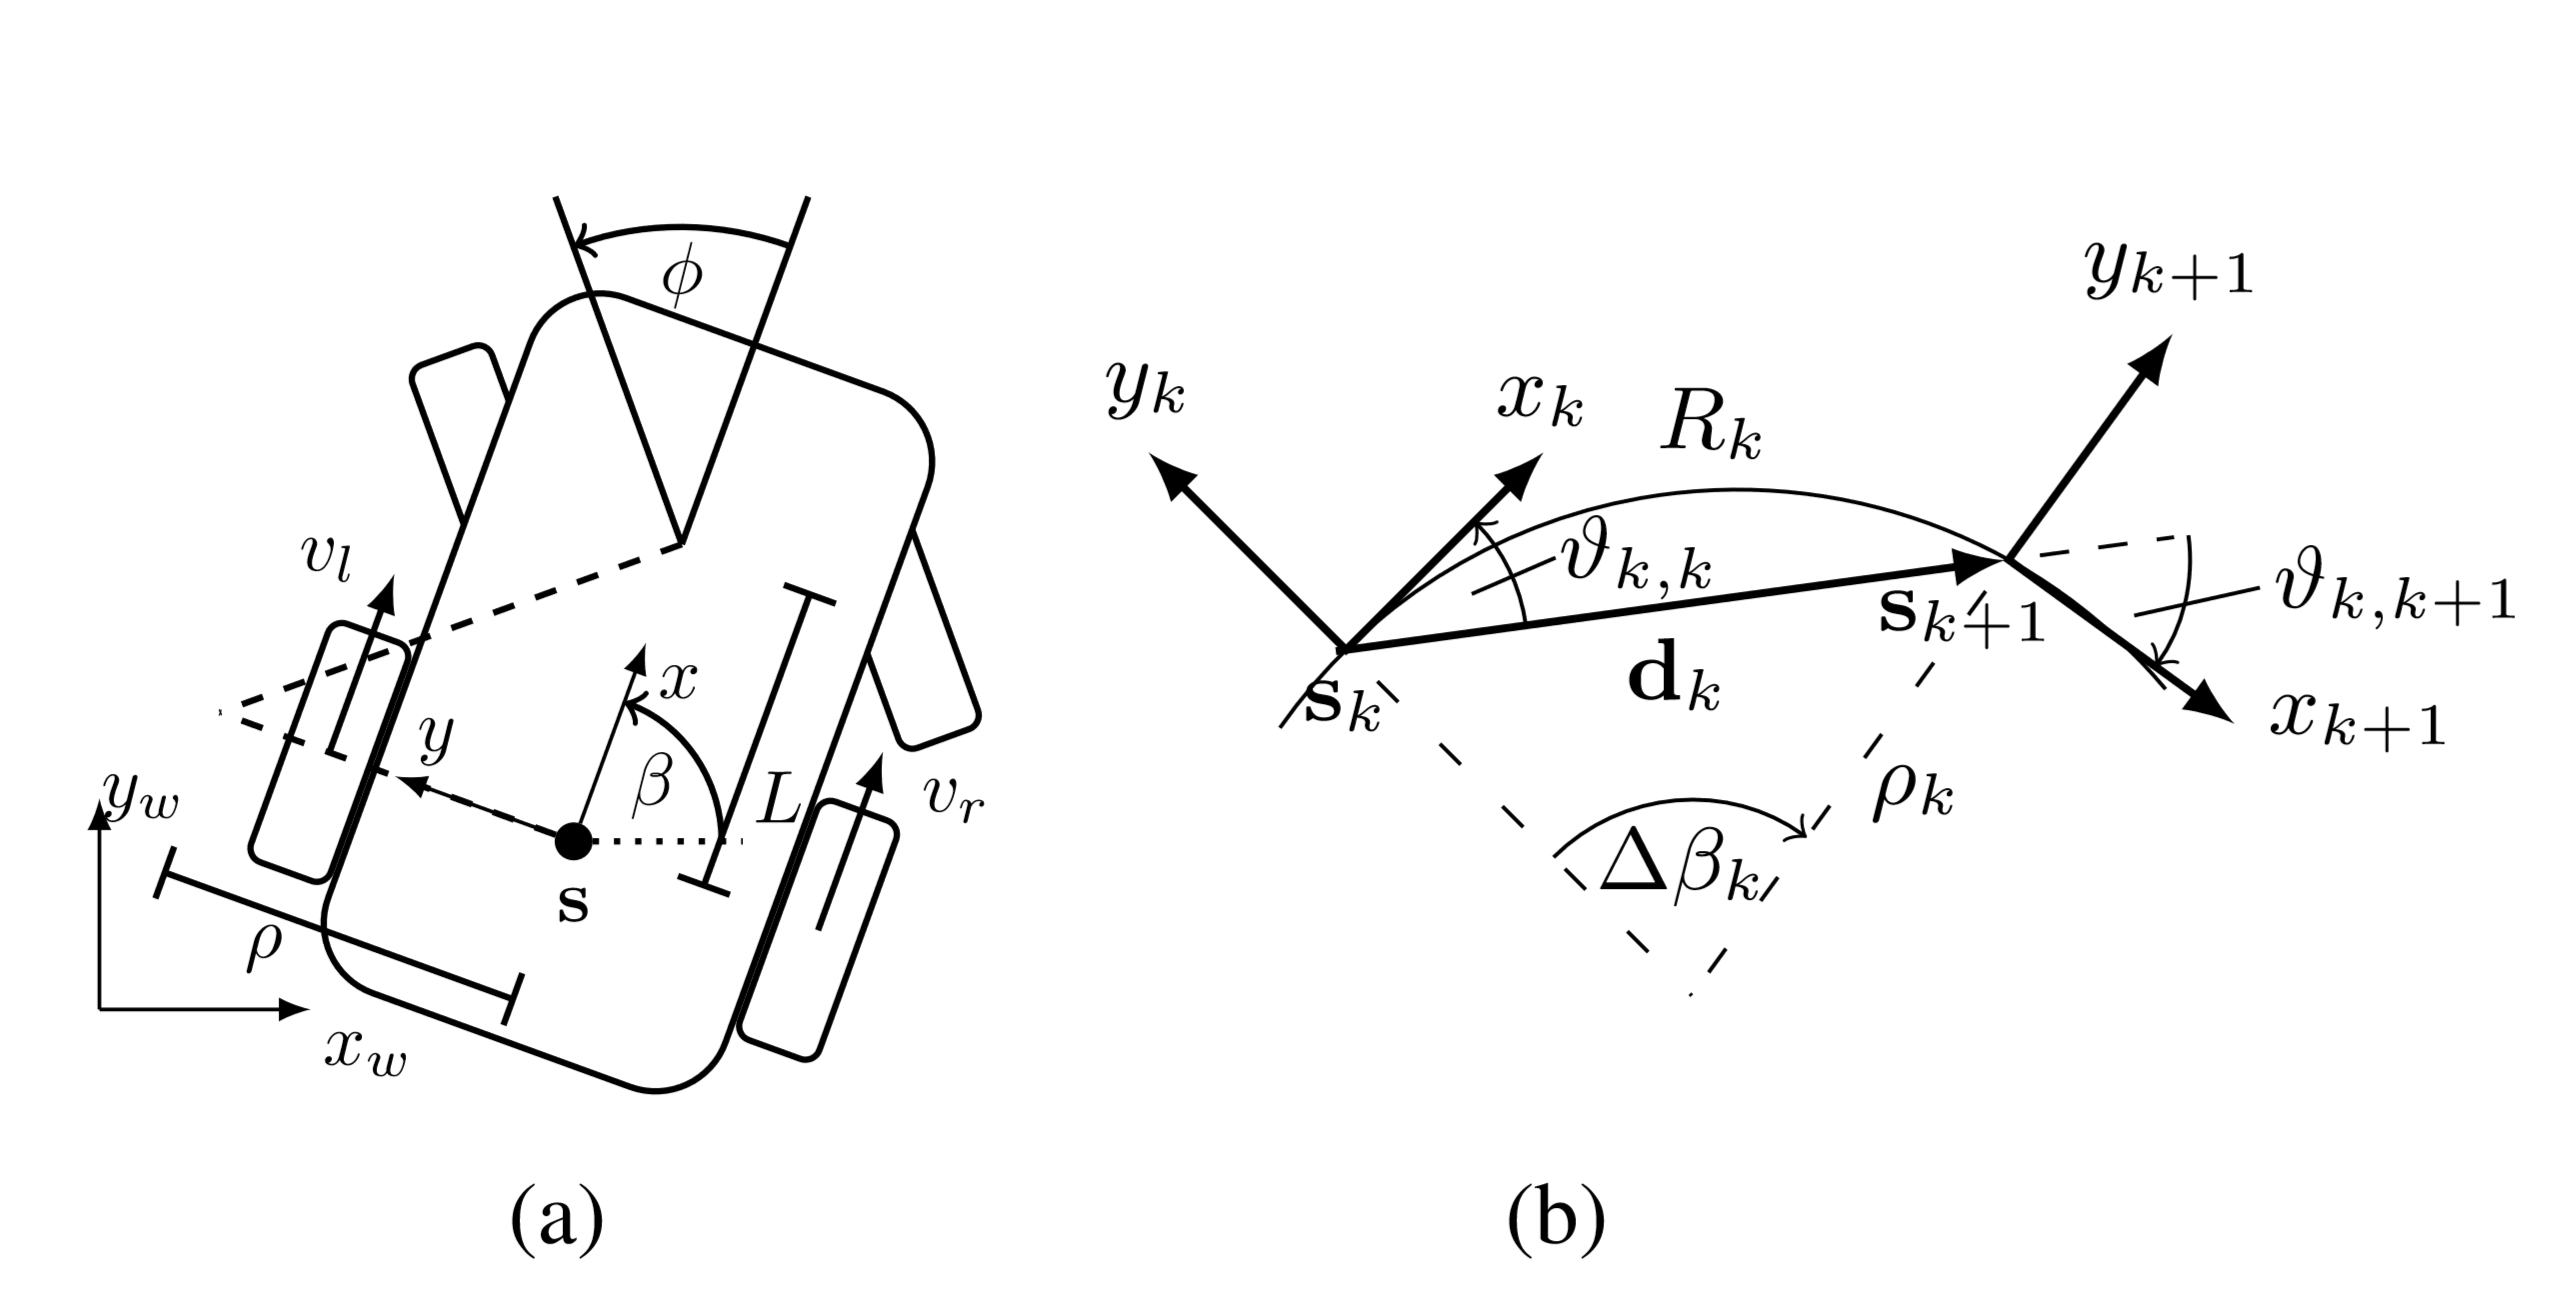 ϕ
v_l
x
y
β
L
v_r
s
y_w
ρ
x_w
(a)
y_k
x_k
R_k
y_{k+1}
ϑ_{k,k}
ϑ_{k,k+1}
s_{k+1}
d_k
s_k
x_{k+1}
ρ_k
Δβ_k
(b)